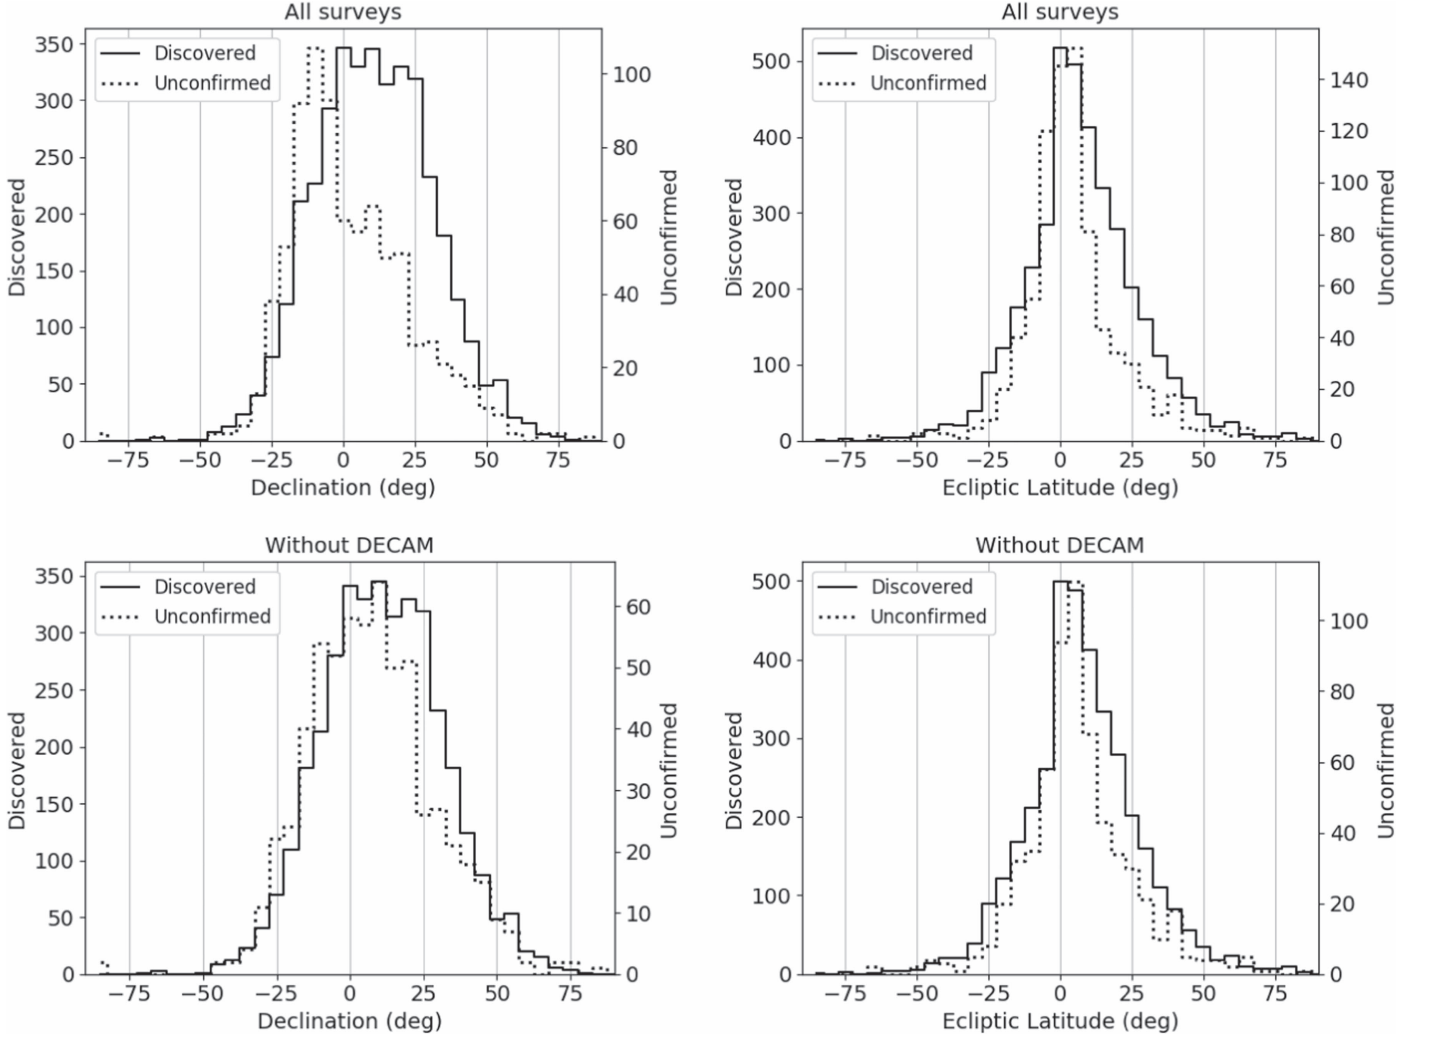 All surveys
Discovered
Unconfirmed
350
300
250
200
150
100
50
0
100
80
60
40
20
0
−75 −50 −25 0 25 50 75
Discovered
Unconfirmed
Declination (deg)
All surveys
Discovered
Unconfirmed
500
400
300
200
100
0
140
120
100
80
60
40
20
0
−75 −50 −25 0 25 50 75
Discovered
Unconfirmed
Ecliptic Latitude (deg)
Without DECAM
Discovered
Unconfirmed
350
300
250
200
150
100
50
0
60
50
40
30
20
10
0
−75 −50 −25 0 25 50 75
Discovered
Unconfirmed
Declination (deg)
Without DECAM
Discovered
Unconfirmed
500
400
300
200
100
0
100
80
60
40
20
0
−75 −50 −25 0 25 50 75
Discovered
Unconfirmed
Ecliptic Latitude (deg)